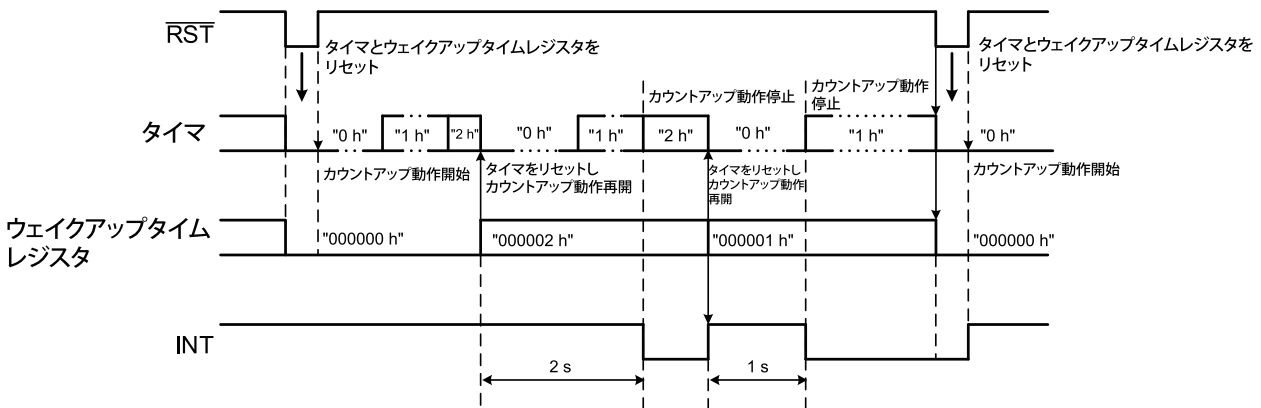 RST
タイマとウェイクアップタイムレジスタを
リセット
タイマとウェイクアップタイムレジスタを
リセット
カウントアップ動作停止
カウントアップ動作
停止
タイマ
"0 h"
"1 h"
"2 h"
"0 h"
"1 h"
"2 h"
"0 h"
"1 h"
"0 h"
カウントアップ動作開始
タイマをリセットし
カウントアップ動作再開
タイマをリセットし
カウントアップ動作
再開
カウントアップ動作開始
ウェイクアップタイム
レジスタ
"000000 h"
"000002 h"
"000001 h"
"000000 h"
INT
2 s
1 s